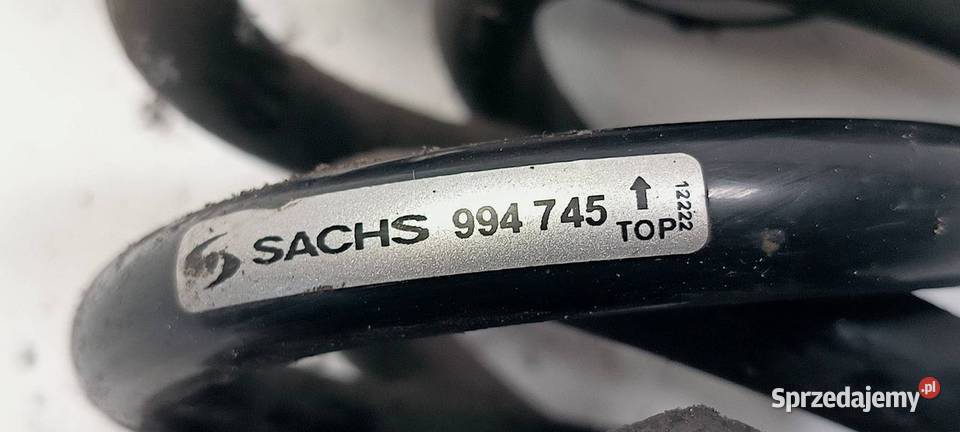 SACHS 994 745 ↑ TOP 12222
Sprzedajemy.pl